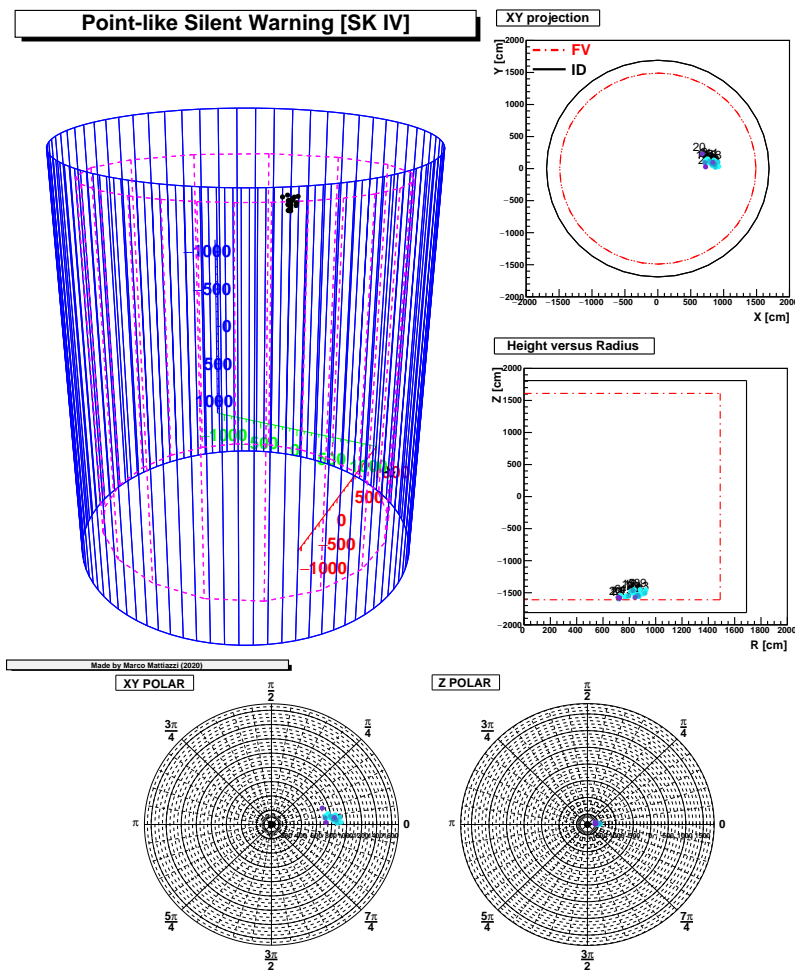 Point-like Silent Warning [SK IV]
−1000
−500
0
500
1000
−1000
500
0
1000
500
0
−500
−1000
Made by Marco Mattiazzi (2020)
XY projection
FV
ID
Y [cm]
2000
1500
1000
500
0
−500
−1000
−1500
−2000
−2000 −1500 −1000 −500 0 500 1000 1500 2000
X [cm]
20
Height versus Radius
Z [cm]
2000
1500
1000
500
0
−500
−1000
−1500
−2000
0 200 400 600 800 1000 1200 1400 1600 1800 2000
R [cm]
XY POLAR
π/2
3π/4
π/4
π
0
5π/4
7π/4
3π/2
Z POLAR
π/2
3π/4
π/4
π
0
5π/4
7π/4
3π/2